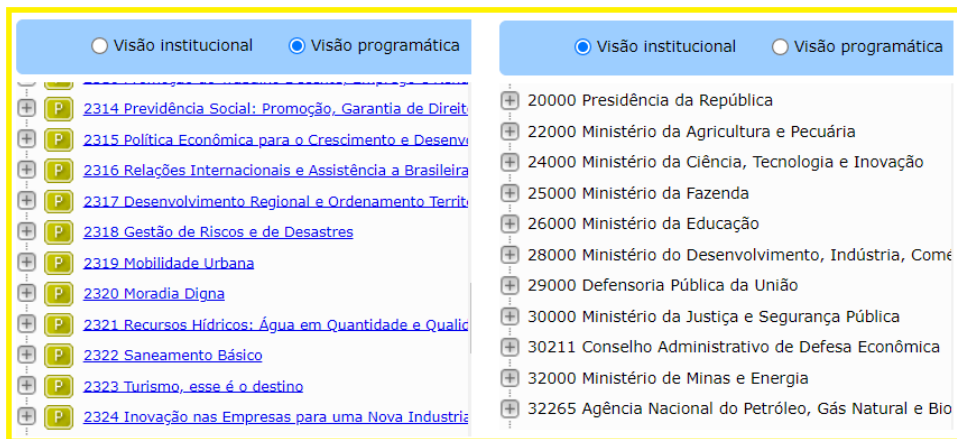 Visão institucional Visão programática
P
P 2314 Previdência Social: Promoção, Garantia de Direit
P 2315 Política Econômica para o Crescimento e Desenv
P 2316 Relações Internacionais e Assistência a Brasileira
P 2317 Desenvolvimento Regional e Ordenamento Territ
P 2318 Gestão de Riscos e de Desastres
P 2319 Mobilidade Urbana
P 2320 Moradia Digna
P 2321 Recursos Hídricos: Água em Quantidade e Qualid
P 2322 Saneamento Básico
P 2323 Turismo, esse é o destino
P 2324 Inovação nas Empresas para uma Nova Industria
Visão institucional Visão programática
20000 Presidência da República
22000 Ministério da Agricultura e Pecuária
24000 Ministério da Ciência, Tecnologia e Inovação
25000 Ministério da Fazenda
26000 Ministério da Educação
28000 Ministério do Desenvolvimento, Indústria, Comé
29000 Defensoria Pública da União
30000 Ministério da Justiça e Segurança Pública
30211 Conselho Administrativo de Defesa Econômica
32000 Ministério de Minas e Energia
32265 Agência Nacional do Petróleo, Gás Natural e Bio